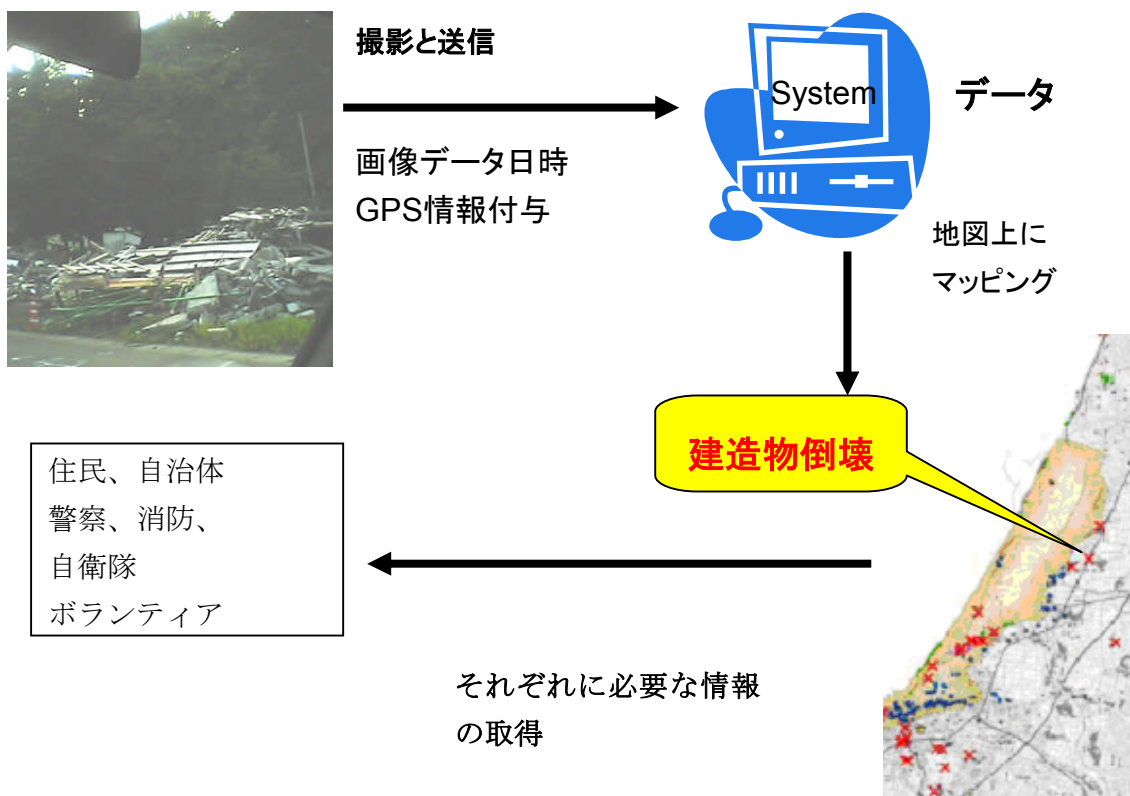 撮影と送信
System
データ
画像データ日時
GPS情報付与
地図上に
マッピング
建造物倒壊
住民、自治体
警察、消防、
自衛隊
ボランティア
それぞれに必要な情報
の取得